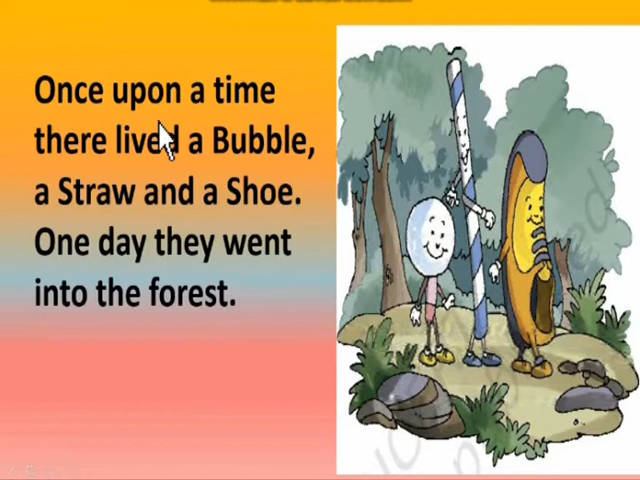 Once upon a time
there lived a Bubble,
a Straw and a Shoe.
One day they went
into the forest.